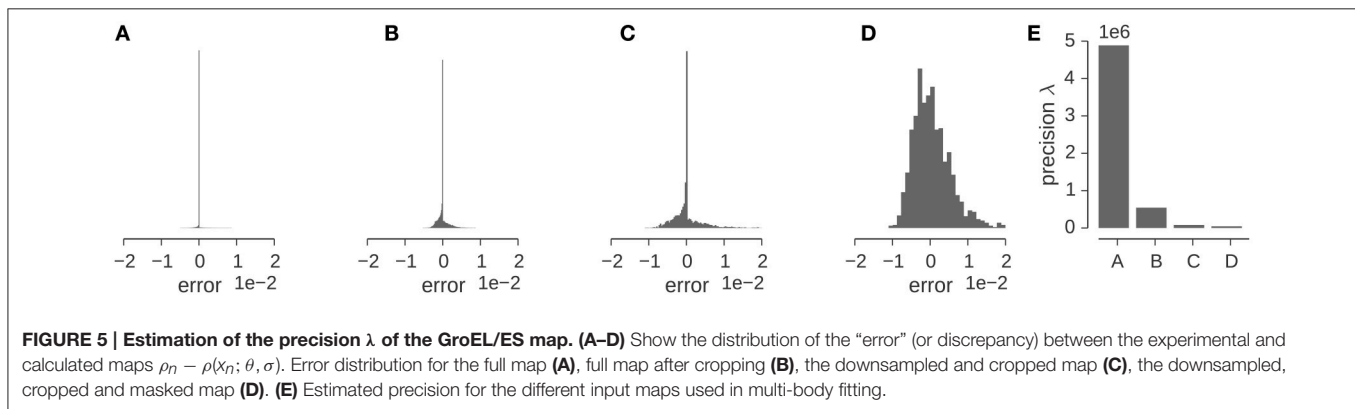 A
B
C
D
E
1e6
5
4
3
2
1
0
precision λ
A B C D
−2 −1 0 1 2
error 1e−2
−2 −1 0 1 2
error 1e−2
−2 −1 0 1 2
error 1e−2
−2 −1 0 1 2
error 1e−2
FIGURE 5 | Estimation of the precision λ of the GroEL/ES map. (A–D) Show the distribution of the “error” (or discrepancy) between the experimental and
calculated maps ρn − ρ(xn; θ, σ). Error distribution for the full map (A), full map after cropping (B), the downsampled and cropped map (C), the downsampled,
cropped and masked map (D). (E) Estimated precision for the different input maps used in multi-body fitting.